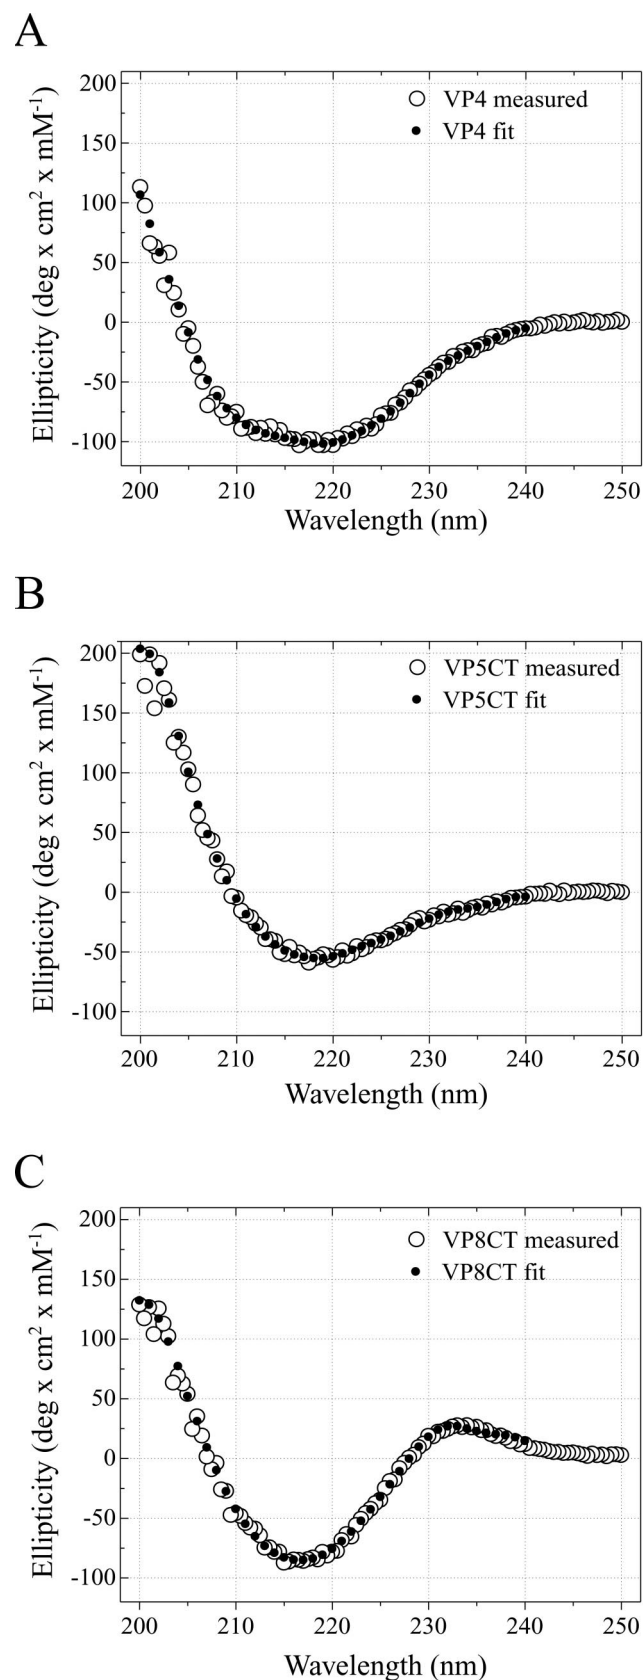 A
Ellipticity (deg x cm² x mM⁻¹)
200
150
100
50
0
-50
-100
VP4 measured
VP4 fit
200 210 220 230 240 250
Wavelength (nm)
B
Ellipticity (deg x cm² x mM⁻¹)
200
150
100
50
0
-50
-100
VP5CT measured
VP5CT fit
200 210 220 230 240 250
Wavelength (nm)
C
Ellipticity (deg x cm² x mM⁻¹)
200
150
100
50
0
-50
-100
VP8CT measured
VP8CT fit
200 210 220 230 240 250
Wavelength (nm)